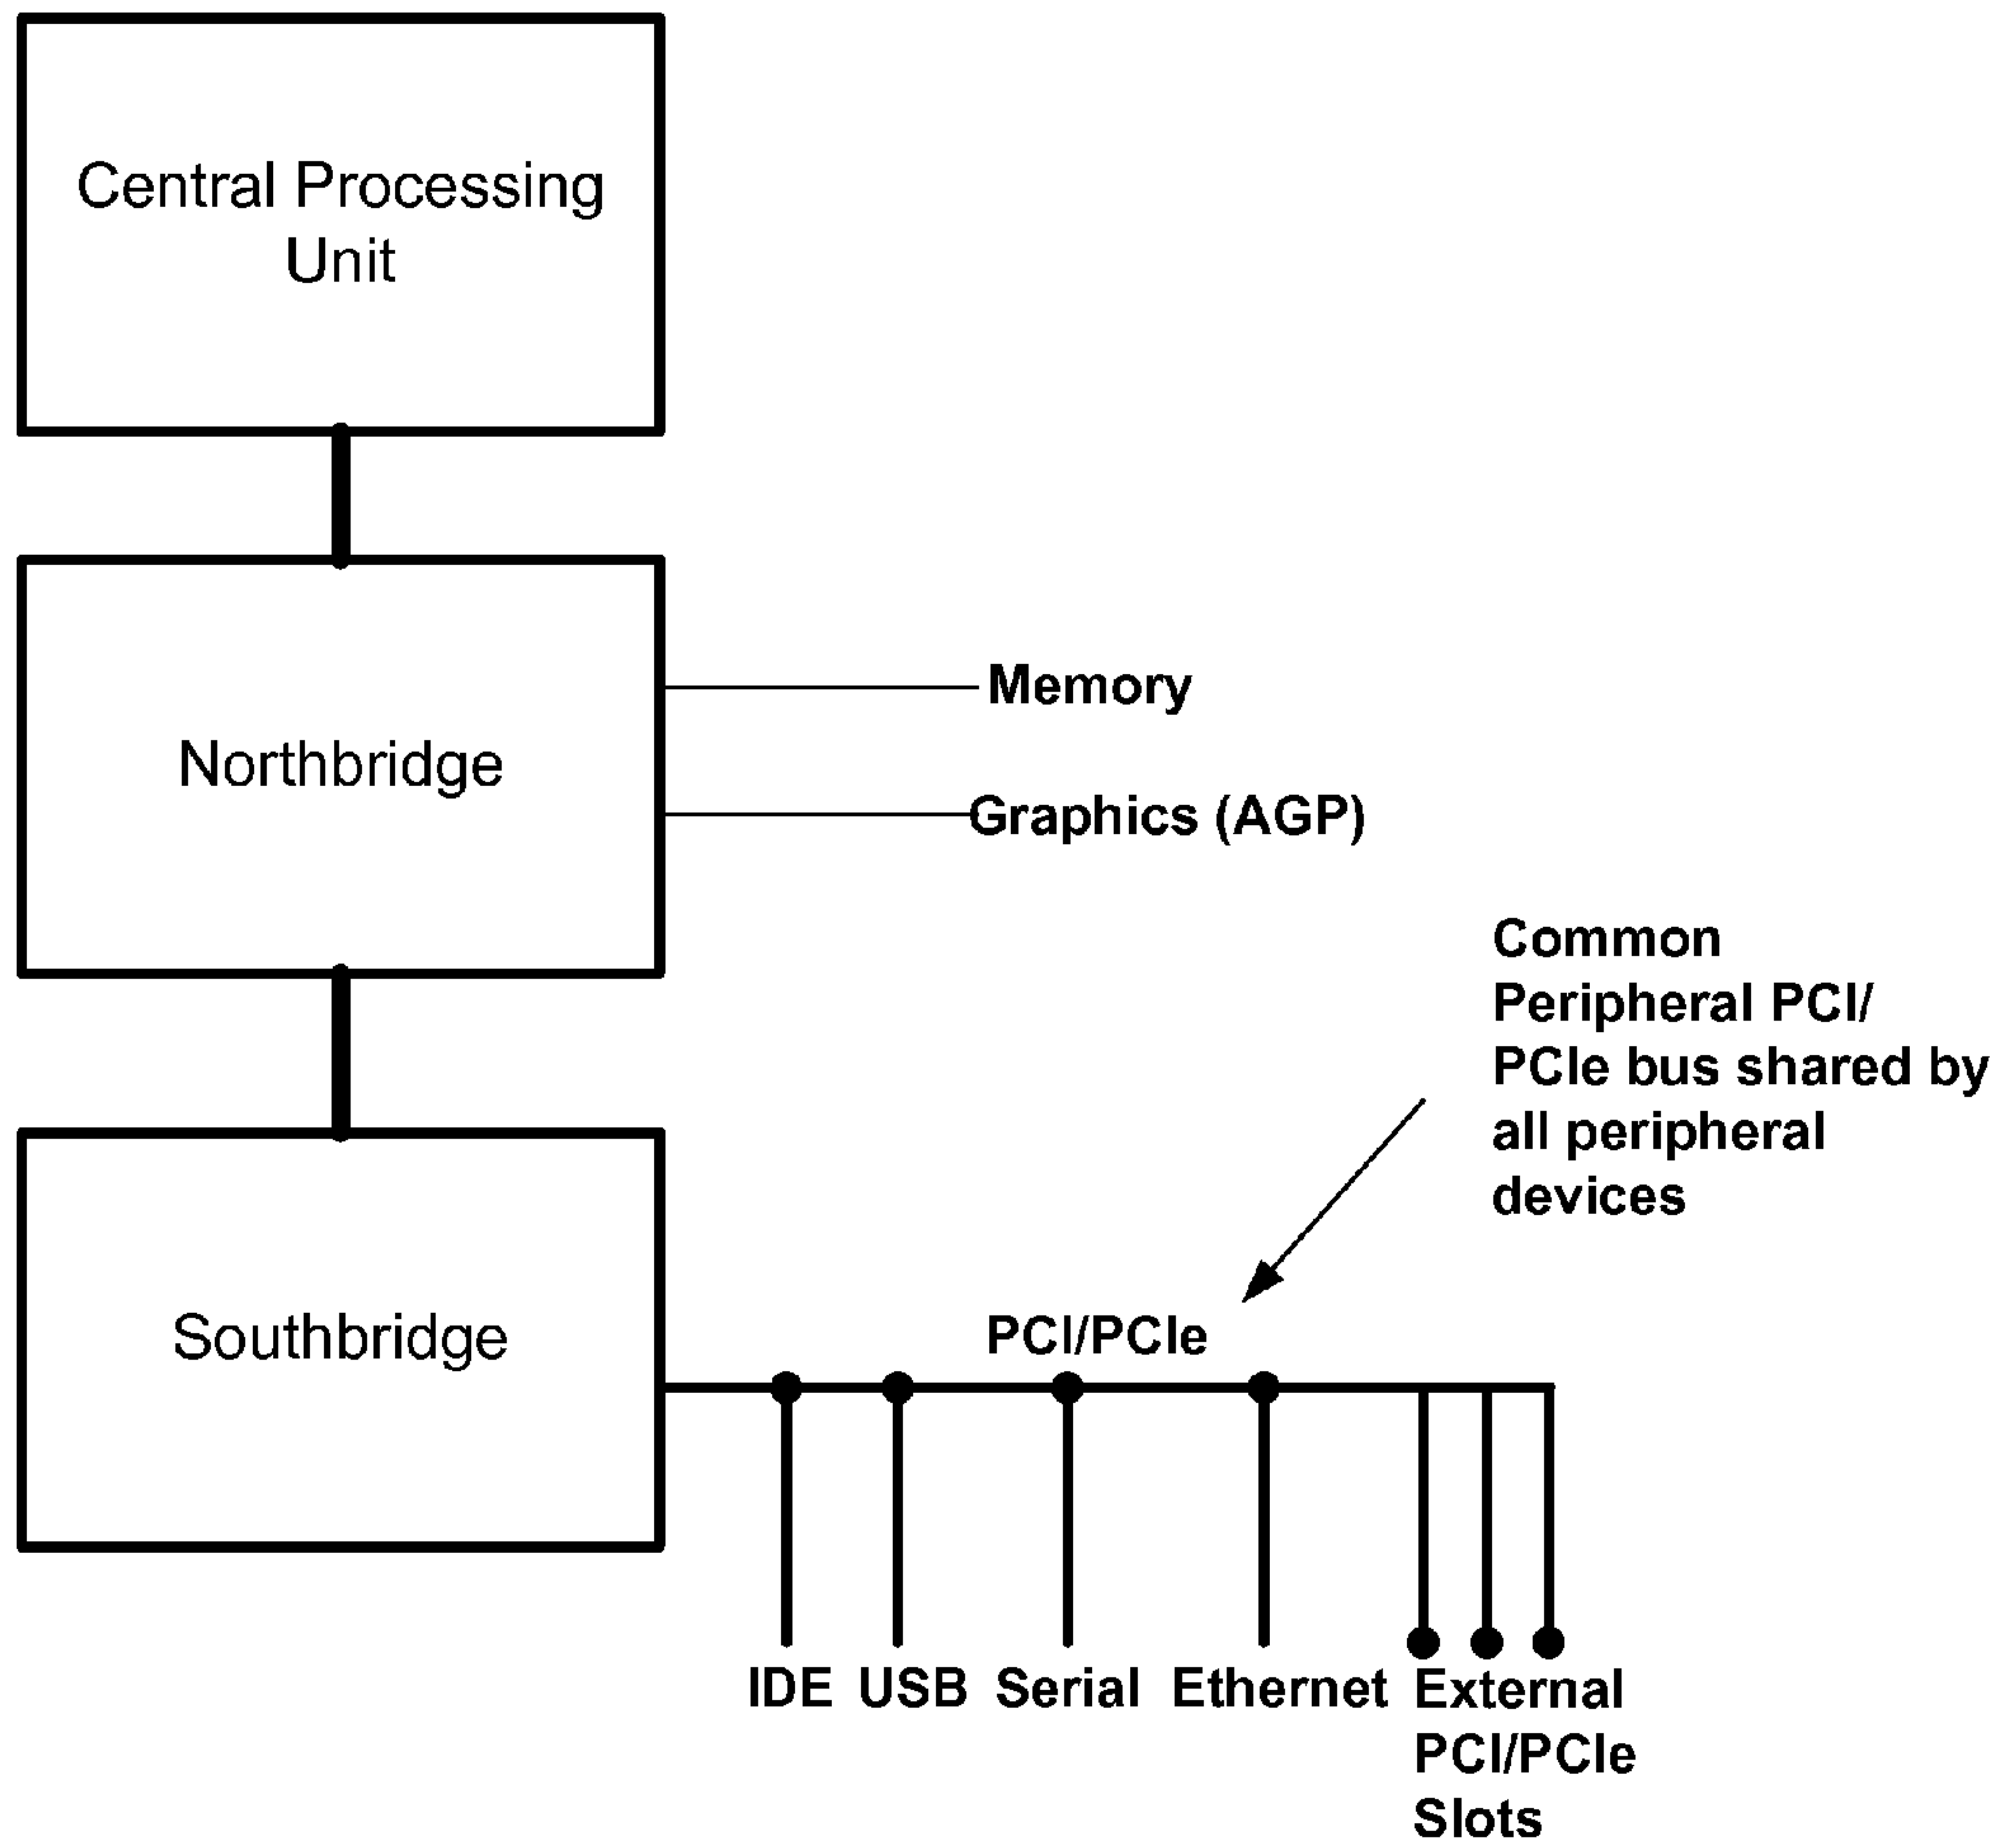 Central Processing
Unit
Northbridge
Memory
Graphics (AGP)
Common
Peripheral PCI/
PCIe bus shared by
all peripheral
devices
Southbridge
PCI/PCIe
IDE USB Serial Ethernet External
PCI/PCIe
Slots